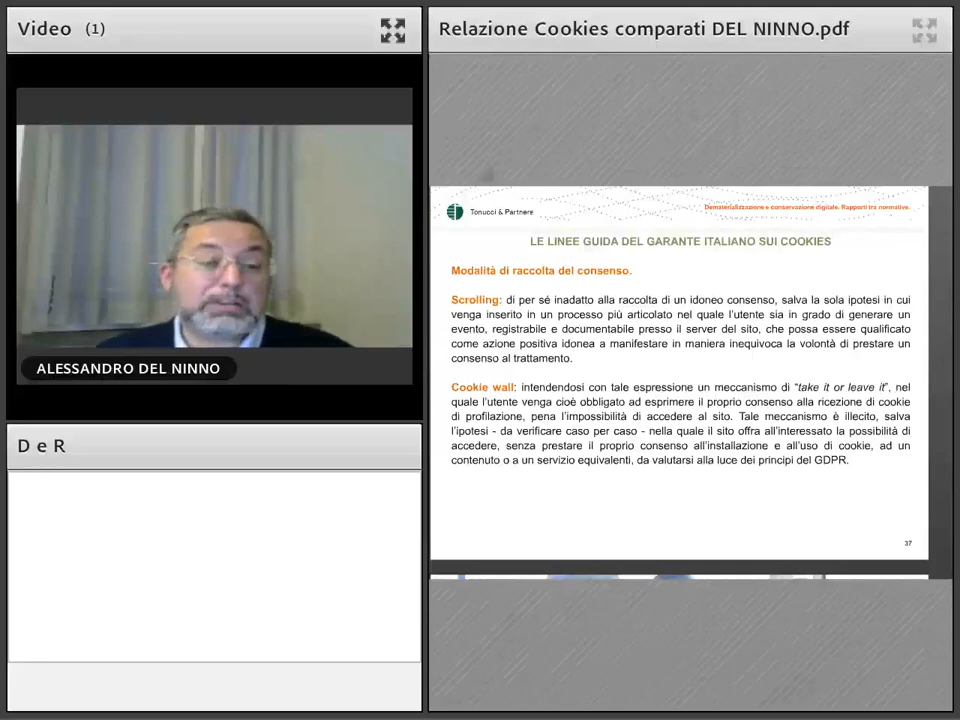 Video (1)
ALESSANDRO DEL NINNO
D e R
Relazione Cookies comparati DEL NINNO.pdf
Tonucci & Partners
Dematerializzazione e conservazione digitale. Rapporti tra normative.
LE LINEE GUIDA DEL GARANTE ITALIANO SUI COOKIES
Modalità di raccolta del consenso.
Scrolling: di per sé inadatto alla raccolta di un idoneo consenso, salva la sola ipotesi in cui
venga inserito in un processo più articolato nel quale l'utente sia in grado di generare un
evento, registrabile e documentabile presso il server del sito, che possa essere qualificato
come azione positiva idonea a manifestare in maniera inequivoca la volontà di prestare un
consenso al trattamento.
Cookie wall: intendendosi con tale espressione un meccanismo di “take it or leave it”, nel
quale l'utente venga cioè obbligato ad esprimere il proprio consenso alla ricezione di cookie
di profilazione, pena l'impossibilità di accedere al sito. Tale meccanismo è illecito, salva
l'ipotesi - da verificare caso per caso - nella quale il sito offra all'interessato la possibilità di
accedere, senza prestare il proprio consenso all'installazione e all'uso di cookie, ad un
contenuto o a un servizio equivalenti, da valutarsi alla luce dei principi del GDPR.
37